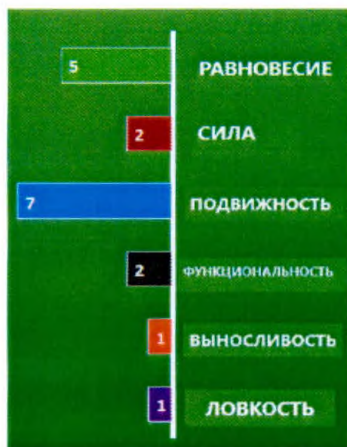 5 РАВНОВЕСИЕ
2 СИЛА
7 ПОДВИЖНОСТЬ
2 ФУНКЦИОНАЛЬНОСТЬ
1 ВЫНОСЛИВОСТЬ
1 ЛОВКОСТЬ